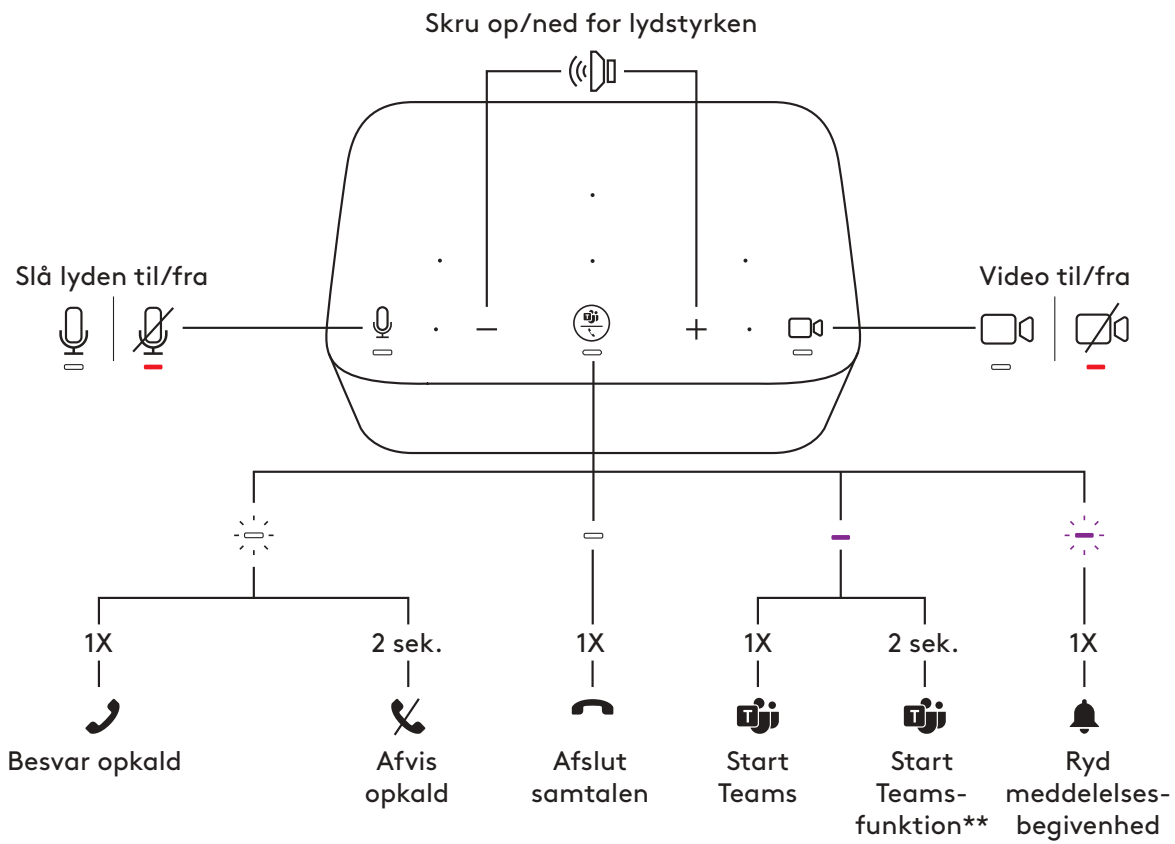 Skru op/ned for lydstyrken
Slå lyden til/fra
Video til/fra
1X
2 sek.
1X
1X
2 sek.
1X
Besvar opkald
Afvis
opkald
Afslut
samtalen
Start
Teams
Start
Teams-
funktion**
Ryd
meddelelses-
begivenhed